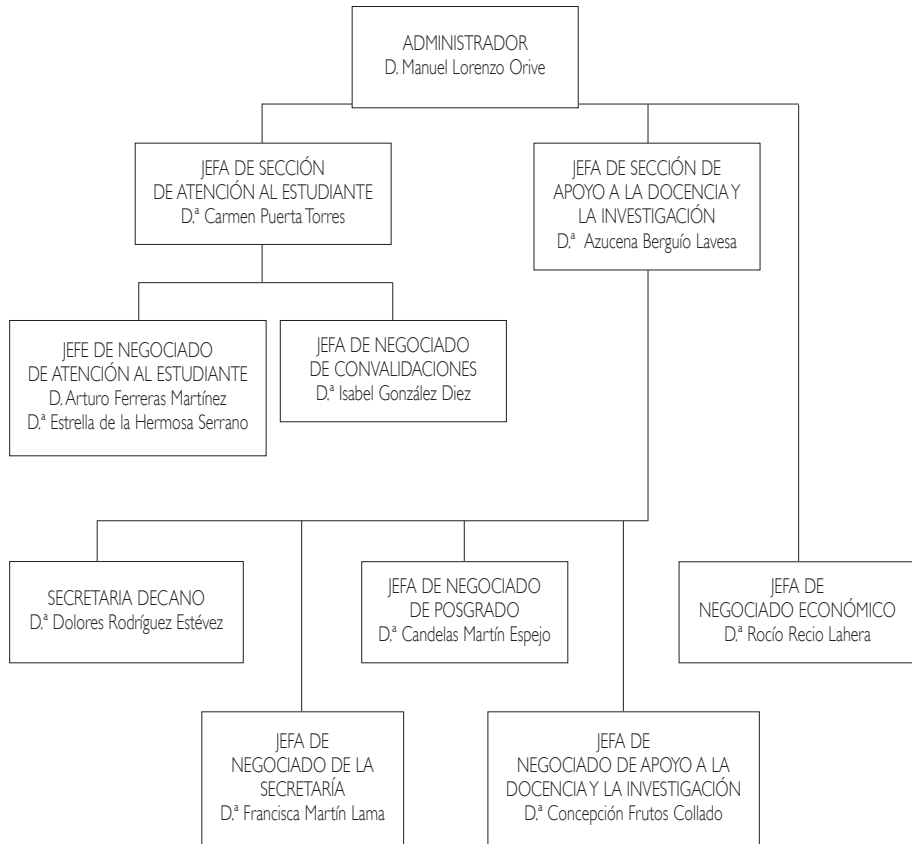 ADMINISTRADOR
D. Manuel Lorenzo Orive
JEFA DE SECCIÓN
DE ATENCIÓN AL ESTUDIANTE
D.ª Carmen Puerta Torres
JEFA DE SECCIÓN DE
APOYO A LA DOCENCIA Y
LA INVESTIGACIÓN
D.ª Azucena Berguío Lavesa
JEFE DE NEGOCIADO
DE ATENCIÓN AL ESTUDIANTE
D. Arturo Ferreras Martínez
D.ª Estrella de la Hermosa Serrano
JEFA DE NEGOCIADO
DE CONVALIDACIONES
D.ª Isabel González Diez
SECRETARIA DECANO
D.ª Dolores Rodríguez Estévez
JEFA DE NEGOCIADO
DE POSGRADO
D.ª Candelas Martín Espejo
JEFA DE
NEGOCIADO ECONÓMICO
D.ª Rocío Recio Lahera
JEFA DE
NEGOCIADO DE LA
SECRETARÍA
D.ª Francisca Martín Lama
JEFA DE
NEGOCIADO DE APOYO A LA
DOCENCIA Y LA INVESTIGACIÓN
D.ª Concepción Frutos Collado